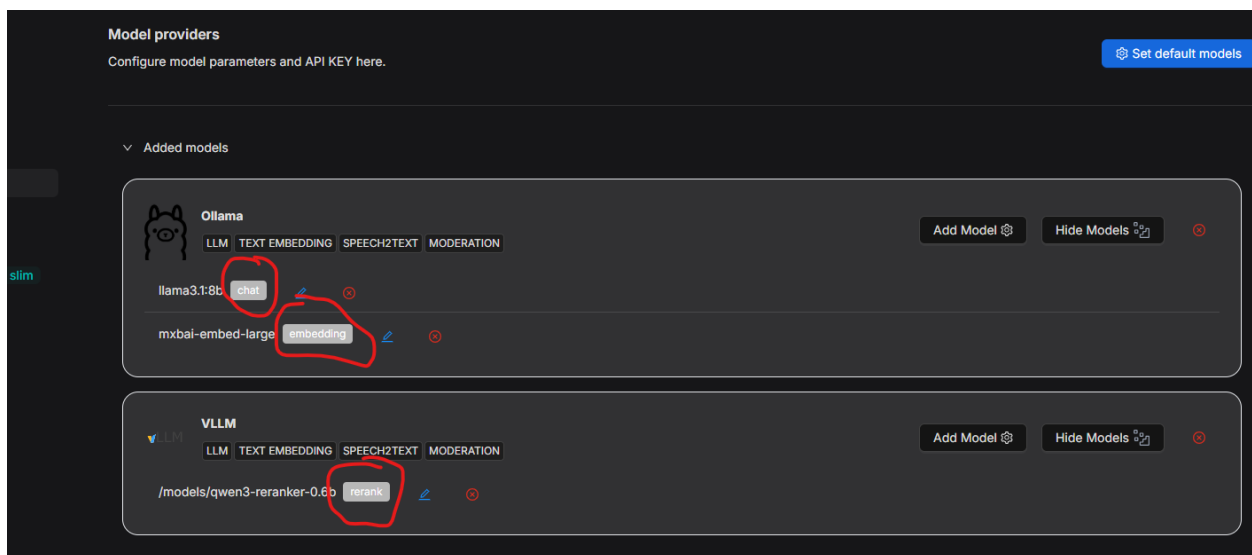 Model providers
Configure model parameters and API KEY here.
Set default models
Added models
Ollama
LLM TEXT EMBEDDING SPEECH2TEXT MODERATION
Add Model
Hide Models
slim
llama3.1:8b chat
mxbai-embed-large embedding
VLLM
LLM
LLM TEXT EMBEDDING SPEECH2TEXT MODERATION
Add Model
Hide Models
/models/qwen3-reranker-0.6b rerank